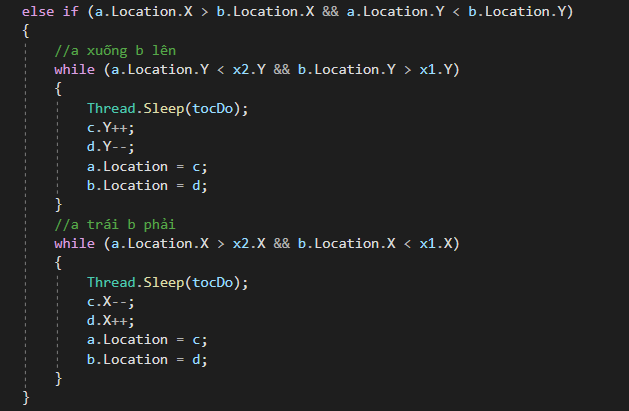 else if (a.Location.X > b.Location.X && a.Location.Y < b.Location.Y)
{
//a xuống b lên
while (a.Location.Y < x2.Y && b.Location.Y > x1.Y)
{
Thread.Sleep(tocDo);
c.Y++;
d.Y--;
a.Location = c;
b.Location = d;
}
//a trái b phải
while (a.Location.X > x2.X && b.Location.X < x1.X)
{
Thread.Sleep(tocDo);
c.X--;
d.X++;
a.Location = c;
b.Location = d;
}
}